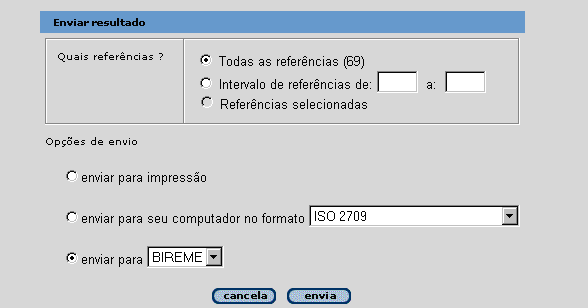 Enviar resultado
Quais referências ?
Todas as referências (69)
Intervalo de referências de: a:
Referências selecionadas
Opções de envio
enviar para impressão
enviar para seu computador no formato ISO 2709
enviar para BIREME
cancela envia